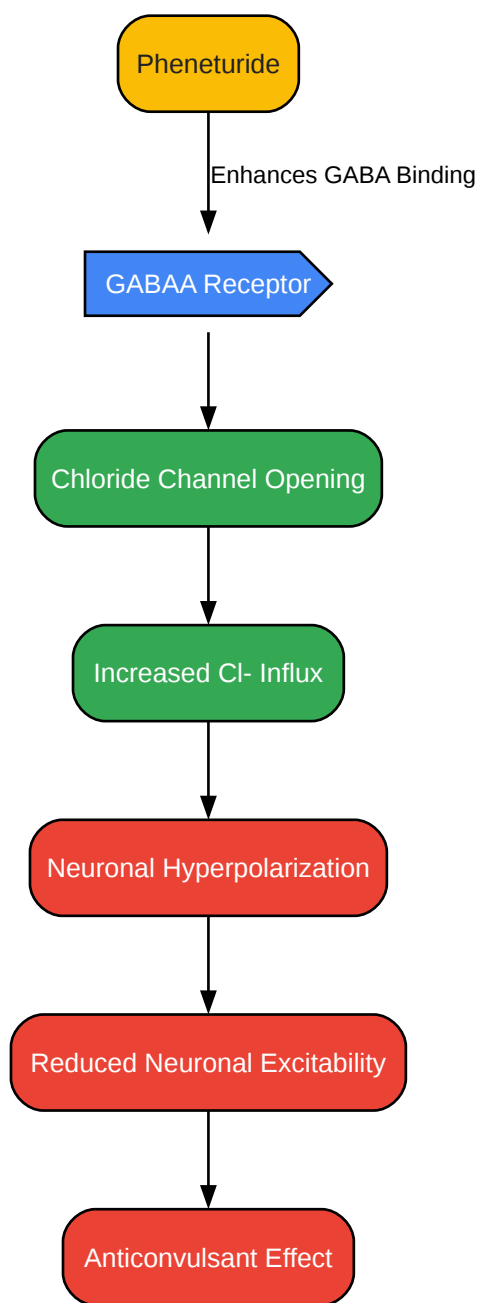 Pheneturide
Enhances GABA Binding
GABAA Receptor
Chloride Channel Opening
Increased Cl- Influx
Neuronal Hyperpolarization
Reduced Neuronal Excitability
Anticonvulsant Effect